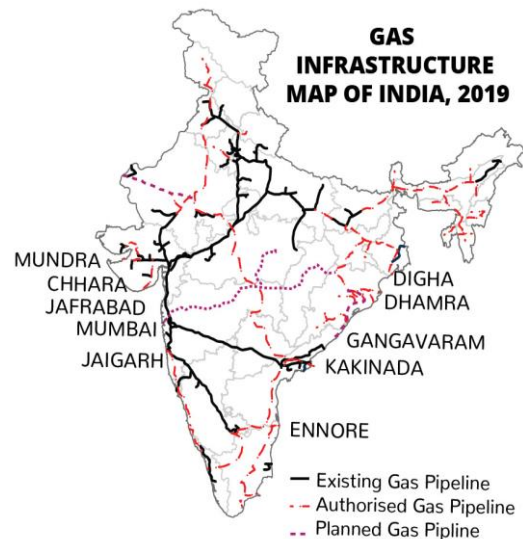 GAS
INFRASTRUCTURE
MAP OF INDIA, 2019
MUNDRA
CHHARA
JAFRABAD
MUMBAI
JAIGARH
DIGHA
DHAMRA
GANGAVARAM
KAKINADA
ENNORE
Existing Gas Pipeline
Authorised Gas Pipeline
Planned Gas Pipline